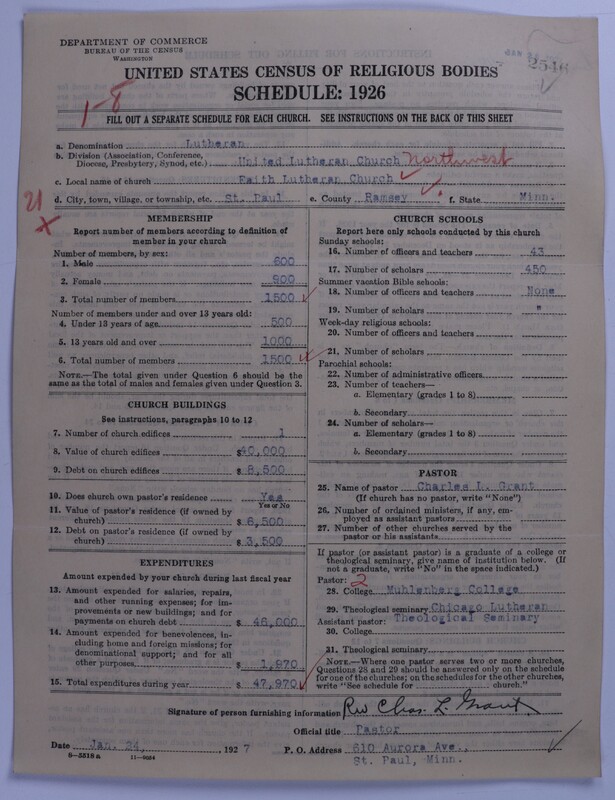 DEPARTMENT OF COMMERCE
BUREAU OF THE CENSUS
WASHINGTON
2546
UNITED STATES CENSUS OF RELIGIOUS BODIES
SCHEDULE: 1926
1-8
FILL OUT A SEPARATE SCHEDULE FOR EACH CHURCH. SEE INSTRUCTIONS ON THE BACK OF THIS SHEET
a. Denomination Lutheran
b. Division (Association, Conference, Diocese, Presbytery, Synod, etc.) United Lutheran Church Northwest
c. Local name of church Faith Lutheran Church
d. City, town, village, or township, etc. St. Paul e. County Ramsey f. State Minn.
21
x
MEMBERSHIP
Report number of members according to definition of
member in your church
Number of members, by sex:
1. Male 600
2. Female 900
3. Total number of members 1500
Number of members under and over 13 years old:
4. Under 13 years of age 500
5. 13 years old and over 1000
6. Total number of members 1500
NOTE.—The total given under Question 6 should be
same as the total of males and females given under Question 3.
CHURCH BUILDINGS
See instructions, paragraphs 10 to 12
7. Number of church edifices 1
8. Value of church edifices $40,000
9. Debt on church edifices $ 8,500
10. Does church own pastor's residence Yes
Yes or No
11. Value of pastor's residence (if owned by
church) $ 6,500
12. Debt on pastor's residence (if owned by
church) $ 3,500
EXPENDITURES
Amount expended by your church during last fiscal year
13. Amount expended for salaries, repairs,
and other running expenses; for im-
provements or new buildings; and for
payments on church debt $ 46,000
14. Amount expended for benevolences, in-
cluding home and foreign missions; for
denominational support; and for all
other purposes $ 1,970
15. Total expenditures during year $ 47,970
CHURCH SCHOOLS
Report here only schools conducted by this church
Sunday schools:
16. Number of officers and teachers 43
17. Number of scholars 450
Summer vacation Bible schools:
18. Number of officers and teachers None
19. Number of scholars "
Week-day religious schools:
20. Number of officers and teachers
21. Number of scholars
Parochial schools:
22. Number of administrative officers
23. Number of teachers—
a. Elementary (grades 1 to 8)
b. Secondary
24. Number of scholars—
a. Elementary (grades 1 to 8)
b. Secondary
PASTOR
25. Name of pastor Charles L. Grant
(If church has no pastor, write "None")
26. Number of ordained ministers, if any, em-
ployed as assistant pastors
27. Number of other churches served by the
pastor or his assistants
If pastor (or assistant pastor) is a graduate of a college or
theological seminary, give name of institution below. (If
not a graduate, write "No" in the space indicated.)
Pastor: 2
28. College Muhlenberg College
29. Theological seminary Chicago Lutheran
Assistant pastor: Theological Seminary
30. College
31. Theological seminary
NOTE.—Where one pastor serves two or more churches,
Questions 28 and 29 should be answered only on the schedule
for one of the churches; on the schedules for the other churches,
write "See schedule for church."
Signature of person furnishing information Rev Chas. L. Grant
Official title Pastor
Date Jan. 24, 1927 P. O. Address 610 Aurora Ave.,
8-5518 a 11-9024 St. Paul, Minn.